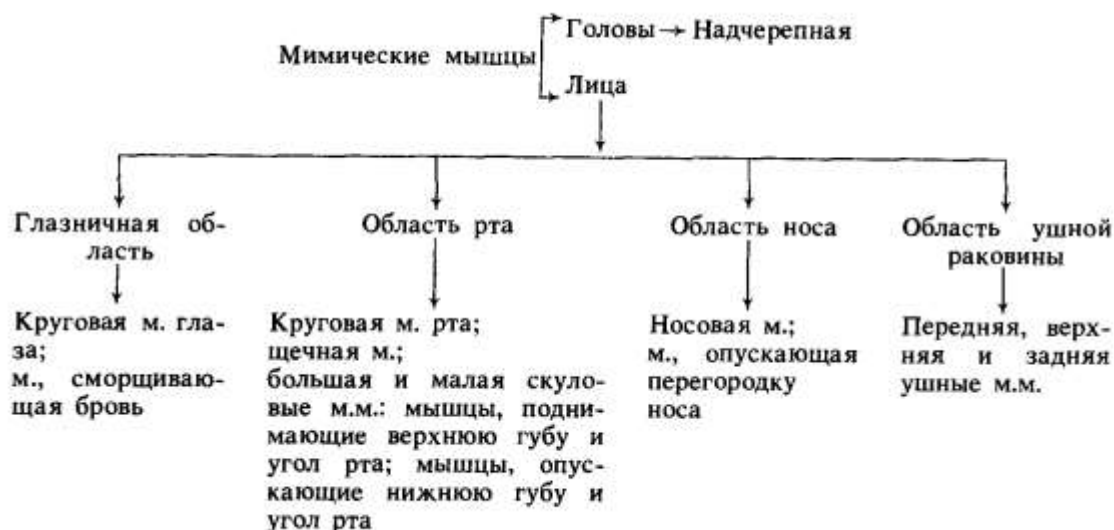 Головы → Надчерепная
Мимические мышцы
Лица
Глазничная об-
ласть
Круговая м. гла-
за;
м., сморщиваю-
щая бровь
Область рта
Круговая м. рта;
щечная м.;
большая и малая скуло-
вые м.м.: мышцы, подни-
мающие верхнюю губу и
угол рта; мышцы, опус-
кающие нижнюю губу и
угол рта
Область носа
Носовая м.;
м., опускающая
перегородку
носа
Область ушной
раковины
Передняя, верх-
няя и задняя
ушные м.м.